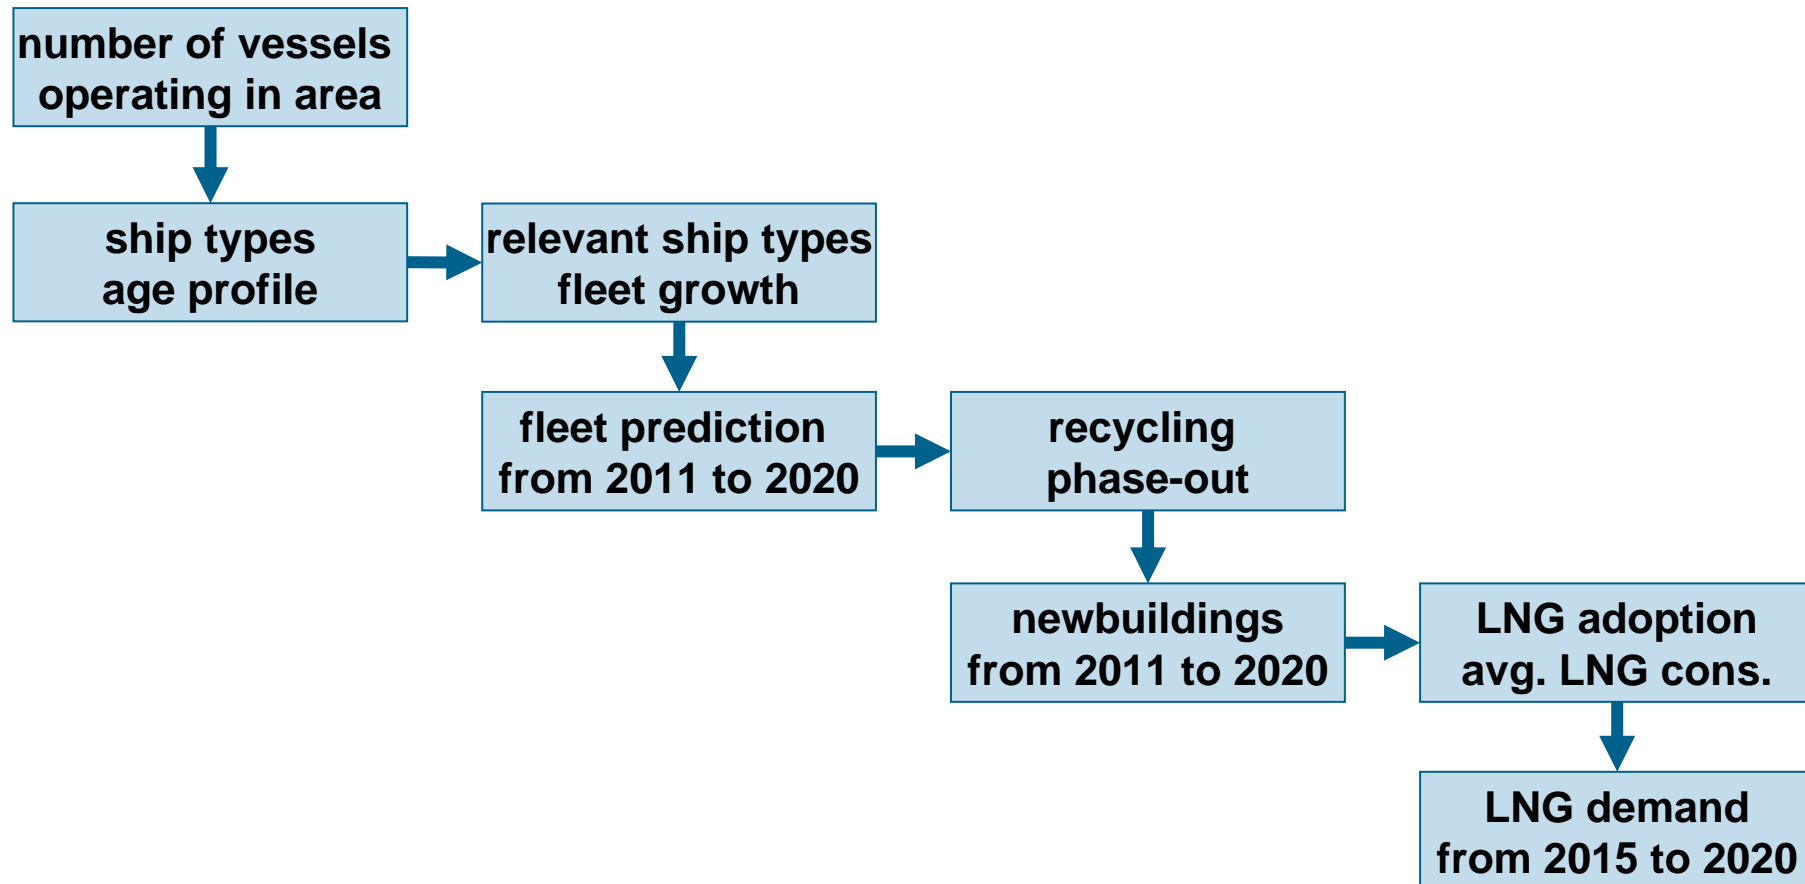 number of vessels
operating in area
ship types
age profile
relevant ship types
fleet growth
fleet prediction
from 2011 to 2020
recycling
phase-out
newbuildings
from 2011 to 2020
LNG adoption
avg. LNG cons.
LNG demand
from 2015 to 2020